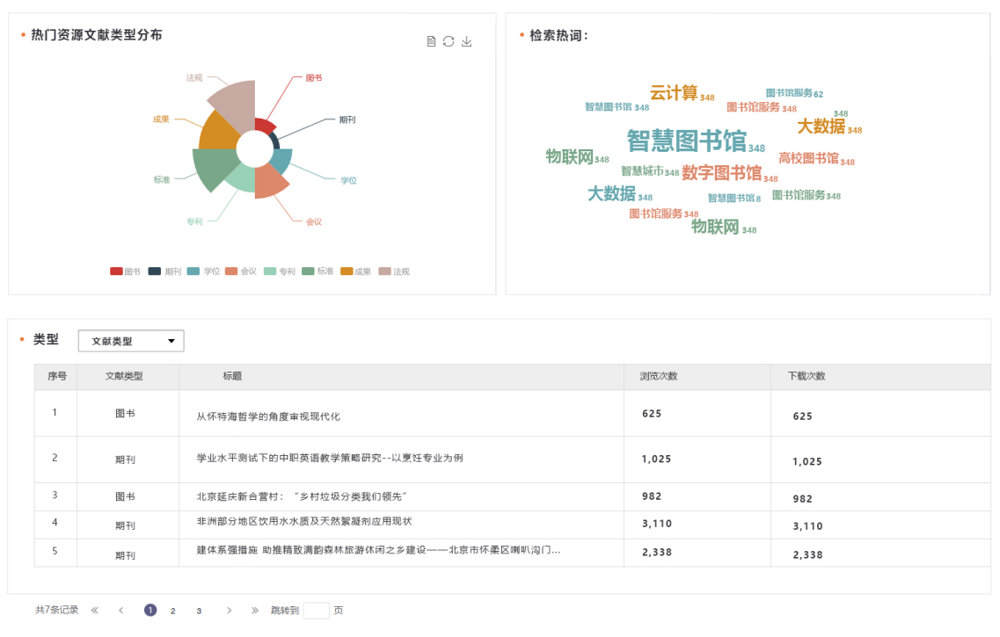 热门资源文献类型分布
法规
图书
成果
期刊
标准
学位
专利
会议
图书 期刊 学位 会议 专利 标准 成果 法规
检索热词：
云计算 348
图书馆服务 62
智慧图书馆 348
图书馆服务 348
348
大数据 348
智慧图书馆 348
物联网 348
高校图书馆 348
智慧城市 348
数字图书馆 348
大数据 348
智慧图书馆 8
图书馆服务 348
图书馆服务 348
物联网 348
类型 文献类型
序号 文献类型 标题 浏览次数 下载次数
1 图书 从怀特海哲学的角度审视现代化 625 625
2 期刊 学业水平测试下的中职英语教学策略研究--以烹饪专业为例 1,025 1,025
3 图书 北京延庆新合营村：“乡村垃圾分类我们领先” 982 982
4 期刊 非洲部分地区饮用水水质及天然絮凝剂应用现状 3,110 3,110
5 期刊 建体系强措施 助推精致满韵森林旅游休闲之乡建设——北京市怀柔区喇叭沟门... 2,338 2,338
共7条记录 « ‹ 1 2 3 › » 跳转到 页